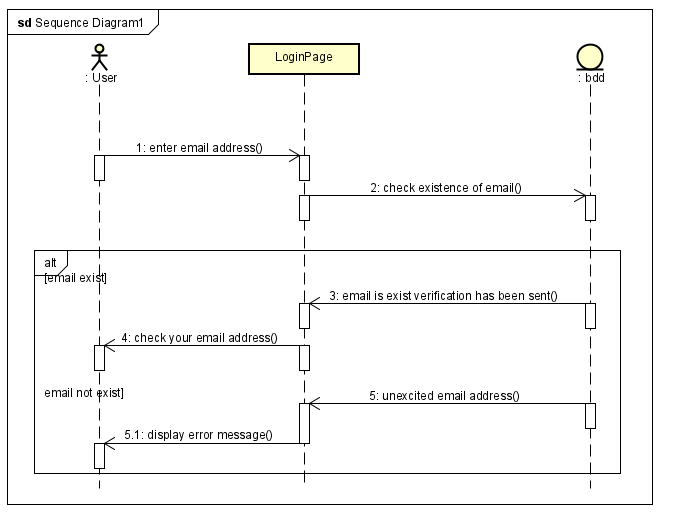 sd Sequence Diagram1
: User
LoginPage
: bdd
1: enter email address()
2: check existence of email()
alt
[email exist]
3: email is exist verification has been sent()
4: check your email address()
email not exist]
5: unexcited email address()
5.1: display error message()